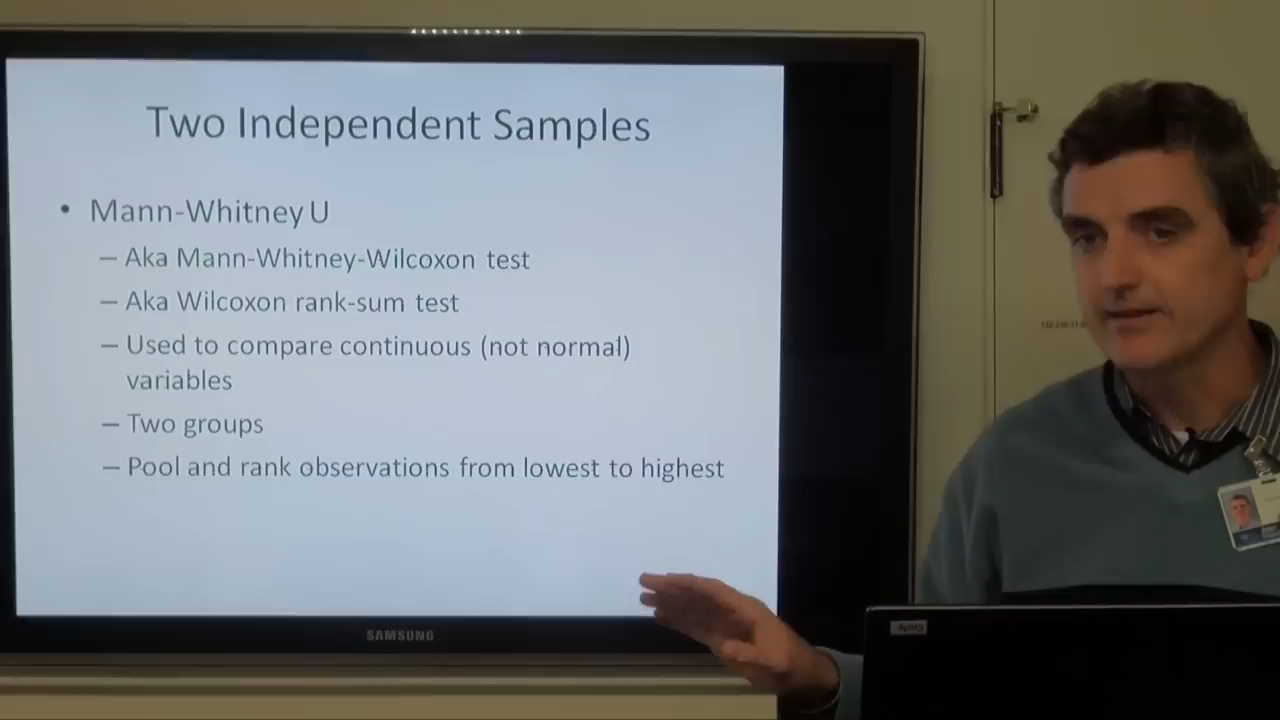 Two Independent Samples
• Mann-Whitney U
– Aka Mann-Whitney-Wilcoxon test
– Aka Wilcoxon rank-sum test
– Used to compare continuous (not normal)
variables
– Two groups
– Pool and rank observations from lowest to highest
SAMSUNG